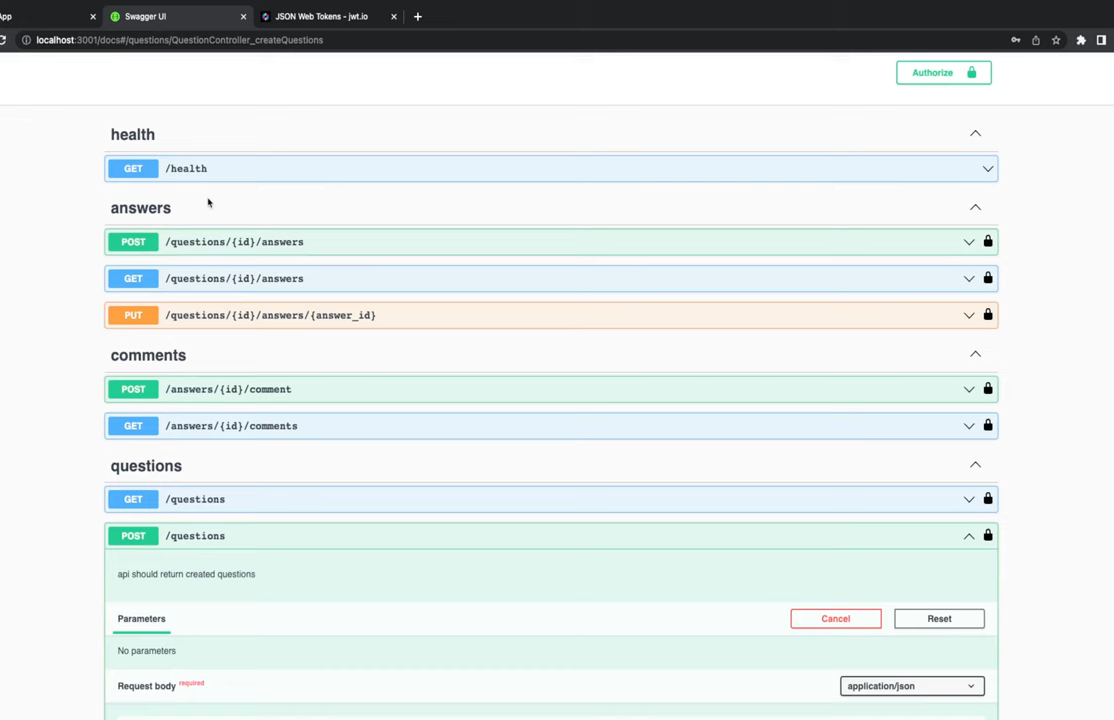 App
Swagger UI
JSON Web Tokens - jwt.io
localhost:3001/docs#/questions/QuestionController_createQuestions
Authorize
health
GET /health
answers
POST /questions/{id}/answers
GET /questions/{id}/answers
PUT /questions/{id}/answers/{answer_id}
comments
POST /answers/{id}/comment
GET /answers/{id}/comments
questions
GET /questions
POST /questions
api should return created questions
Parameters
Cancel
Reset
No parameters
Request body required
application/json